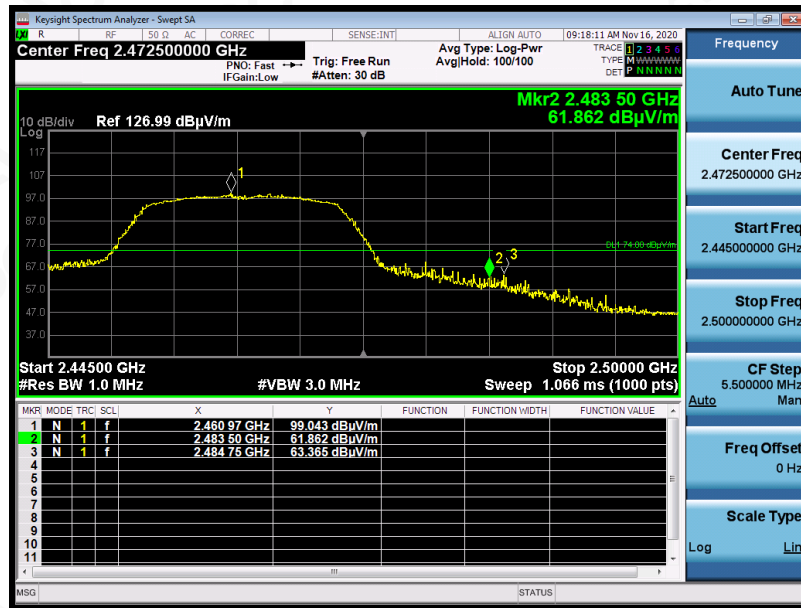 Keysight Spectrum Analyzer - Swept SA
LXI R RF 50 Ω AC CORREC SENSE:INT ALIGN AUTO 09:18:11 AM Nov 16, 2020
Center Freq 2.472500000 GHz
PNO: Fast
IFGain:Low
Trig: Free Run
#Atten: 30 dB
Avg Type: Log-Pwr
Avg|Hold: 100/100
TRACE 1 2 3 4 5 6
TYPE M WWWWW
DET P N N N N N
Mkr2 2.483 50 GHz
61.862 dBµV/m
10 dB/div Ref 126.99 dBµV/m
Log
117
107
97.0
87.0
77.0
67.0
57.0
47.0
37.0
1
DL1 74.00 dBµV/m
2 3
Start 2.44500 GHz Stop 2.50000 GHz
#Res BW 1.0 MHz #VBW 3.0 MHz Sweep 1.066 ms (1000 pts)
MKR MODE TRC SCL X Y FUNCTION FUNCTION WIDTH FUNCTION VALUE
1 N 1 f 2.460 97 GHz 99.043 dBµV/m
2 N 1 f 2.483 50 GHz 61.862 dBµV/m
3 N 1 f 2.484 75 GHz 63.365 dBµV/m
4
5
6
7
8
9
10
11
MSG STATUS
Frequency
Auto Tune
Center Freq
2.472500000 GHz
Start Freq
2.445000000 GHz
Stop Freq
2.500000000 GHz
CF Step
5.500000 MHz
Auto Man
Freq Offset
0 Hz
Scale Type
Log Lin